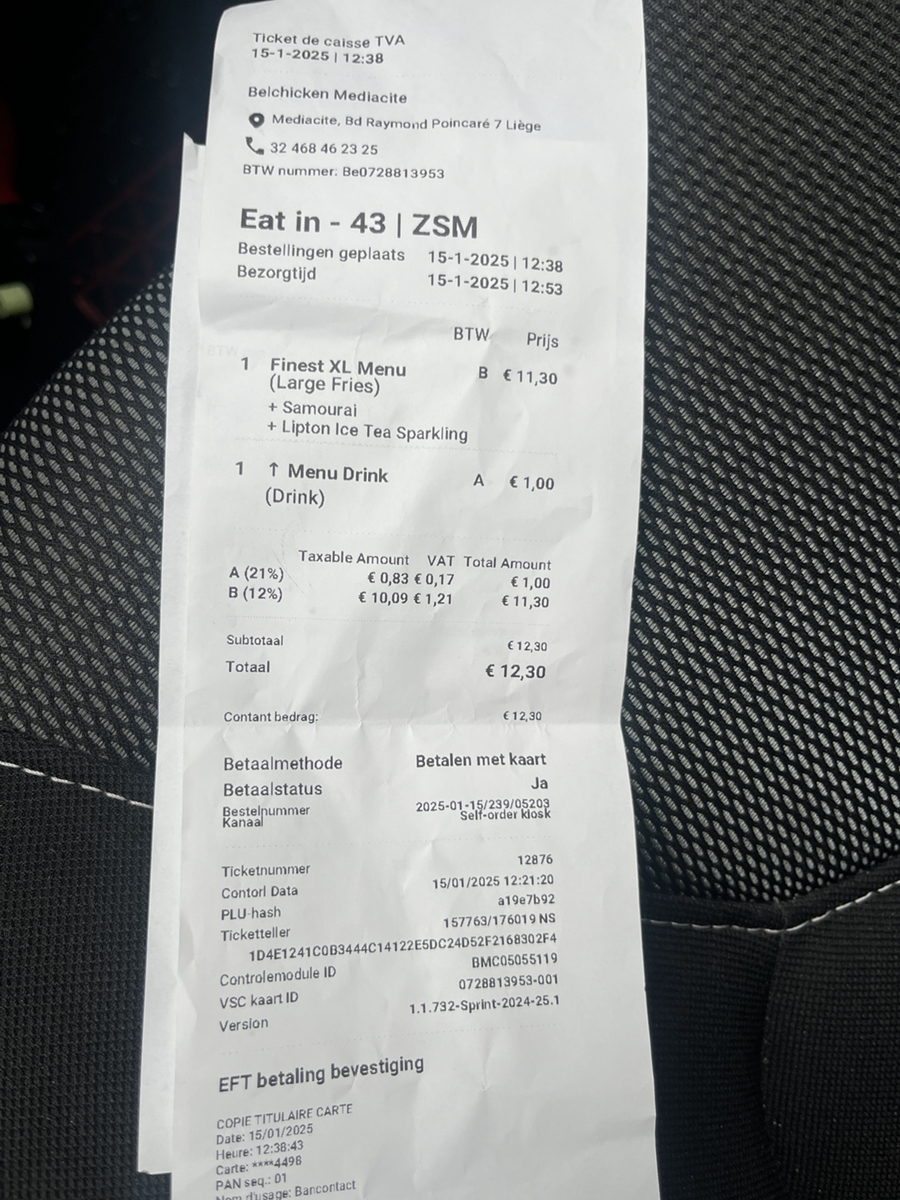 Ticket de caisse TVA
15-1-2025 | 12:38
Belchicken Mediacite
Mediacite, Bd Raymond Poincaré 7 Liège
32 468 46 23 25
BTW nummer: Be0728813953
Eat in - 43 | ZSM
Bestellingen geplaats 15-1-2025 | 12:38
Bezorgtijd 15-1-2025 | 12:53
BTW Prijs
1 Finest XL Menu B € 11,30
(Large Fries)
+ Samourai
+ Lipton Ice Tea Sparkling
1 ↑ Menu Drink A € 1,00
(Drink)
Taxable Amount VAT Total Amount
A (21%) € 0,83 € 0,17 € 1,00
B (12%) € 10,09 € 1,21 € 11,30
Subtotaal € 12,30
Totaal € 12,30
Contant bedrag: € 12,30
Betaalmethode Betalen met kaart
Betaalstatus Ja
Bestelnummer 2025-01-15/239/05203
Kanaal Self-order kiosk
Ticketnummer 12876
Contorl Data 15/01/2025 12:21:20
PLU-hash a19e7b92
Ticketteller 157763/176019 NS
1D4E1241C0B3444C14122E5DC24D52F2168302F4
Controlemodule ID BMC05055119
VSC kaart ID 0728813953-001
Version 1.1.732-Sprint-2024-25.1
EFT betaling bevestiging
COPIE TITULAIRE CARTE
Date: 15/01/2025
Heure: 12:38:43
Carte: ****4498
PAN seq.: 01
Nom d'usage: Bancontact